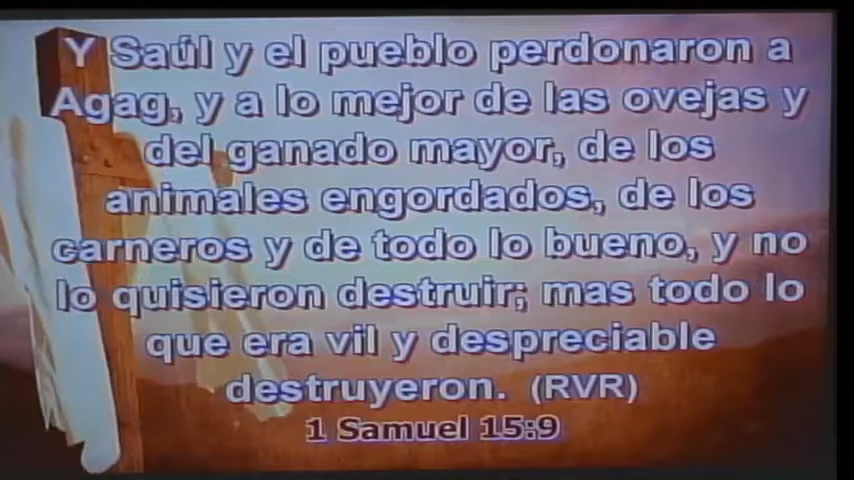 Y Saúl y el pueblo perdonaron a
Agag, y a lo mejor de las ovejas y
del ganado mayor, de los
animales engordados, de los
carneros y de todo lo bueno, y no
lo quisieron destruir; mas todo lo
que era vil y despreciable
destruyeron. (RVR)
1 Samuel 15:9